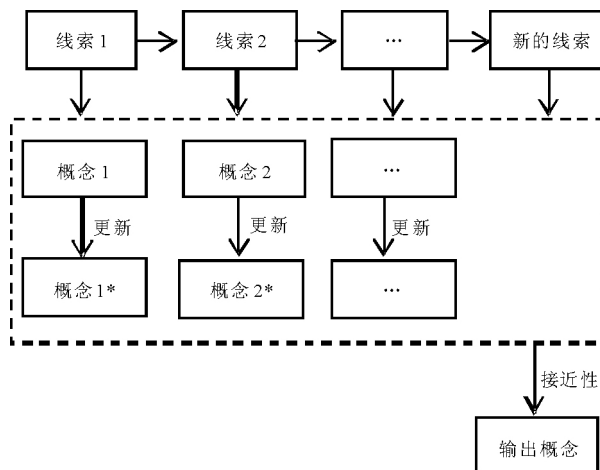 线索1
线索2
…
新的线索
概念1
概念2
…
更新
更新
更新
概念1*
概念2*
…
接近性
输出概念